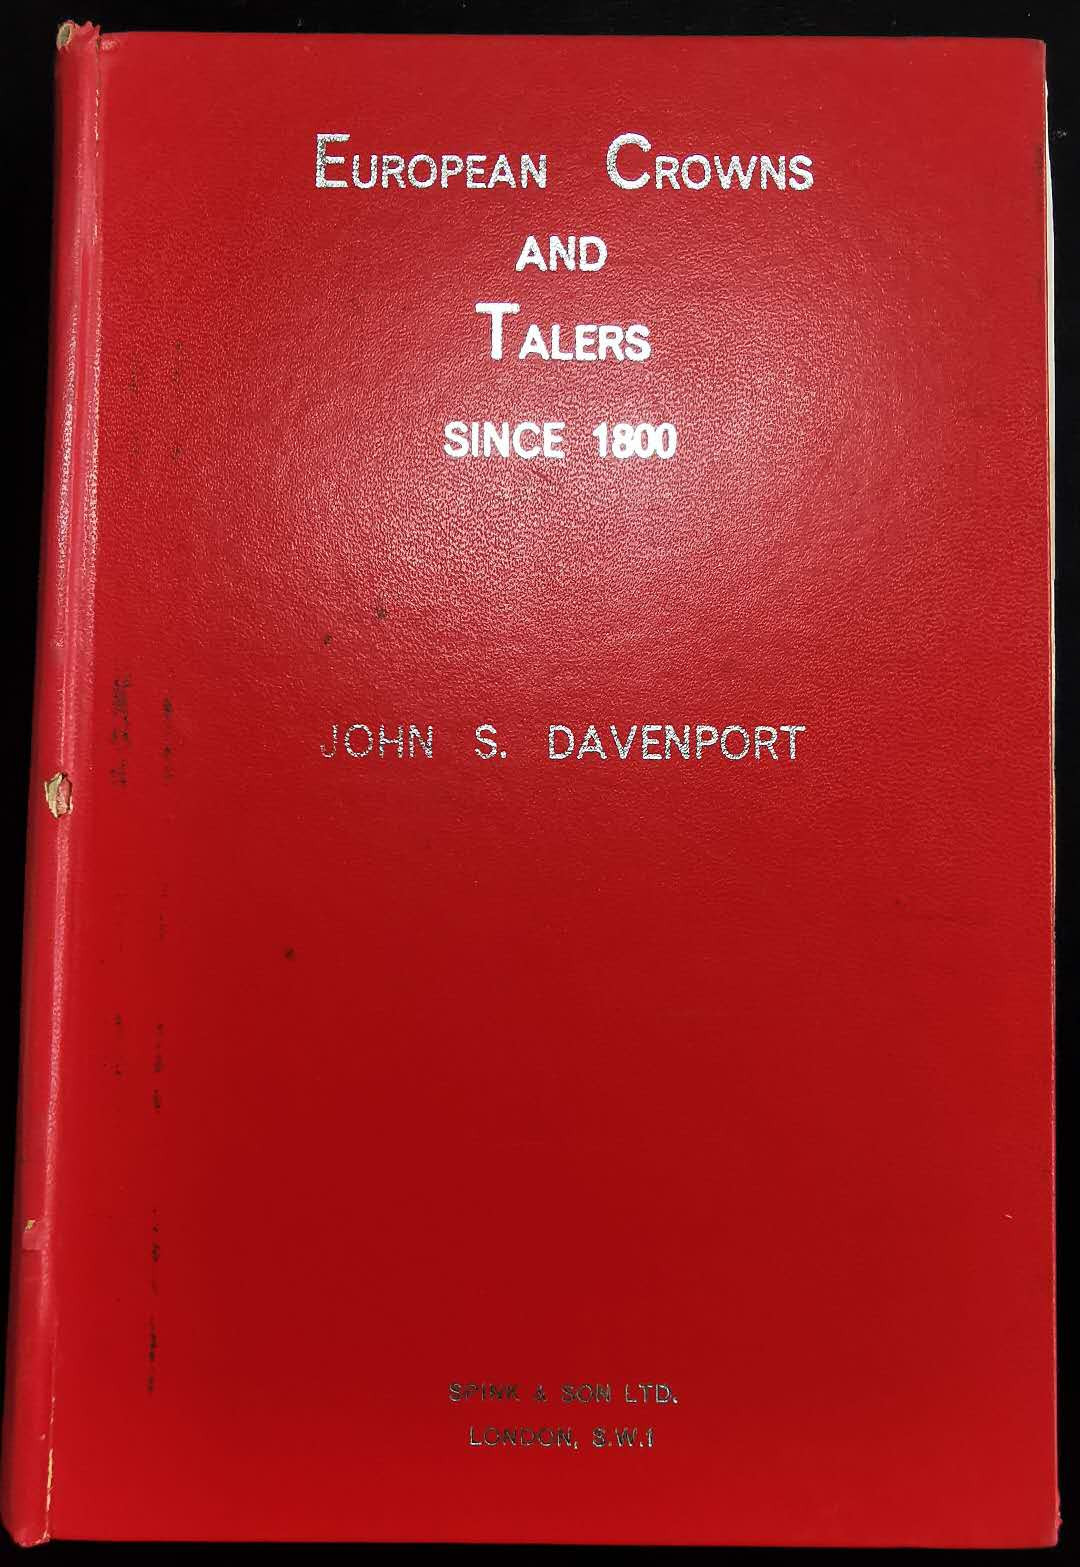 EUROPEAN CROWNS
AND
TALERS
SINCE 1800
JOHN S. DAVENPORT
SPINK & SON LTD.
LONDON, S.W.1